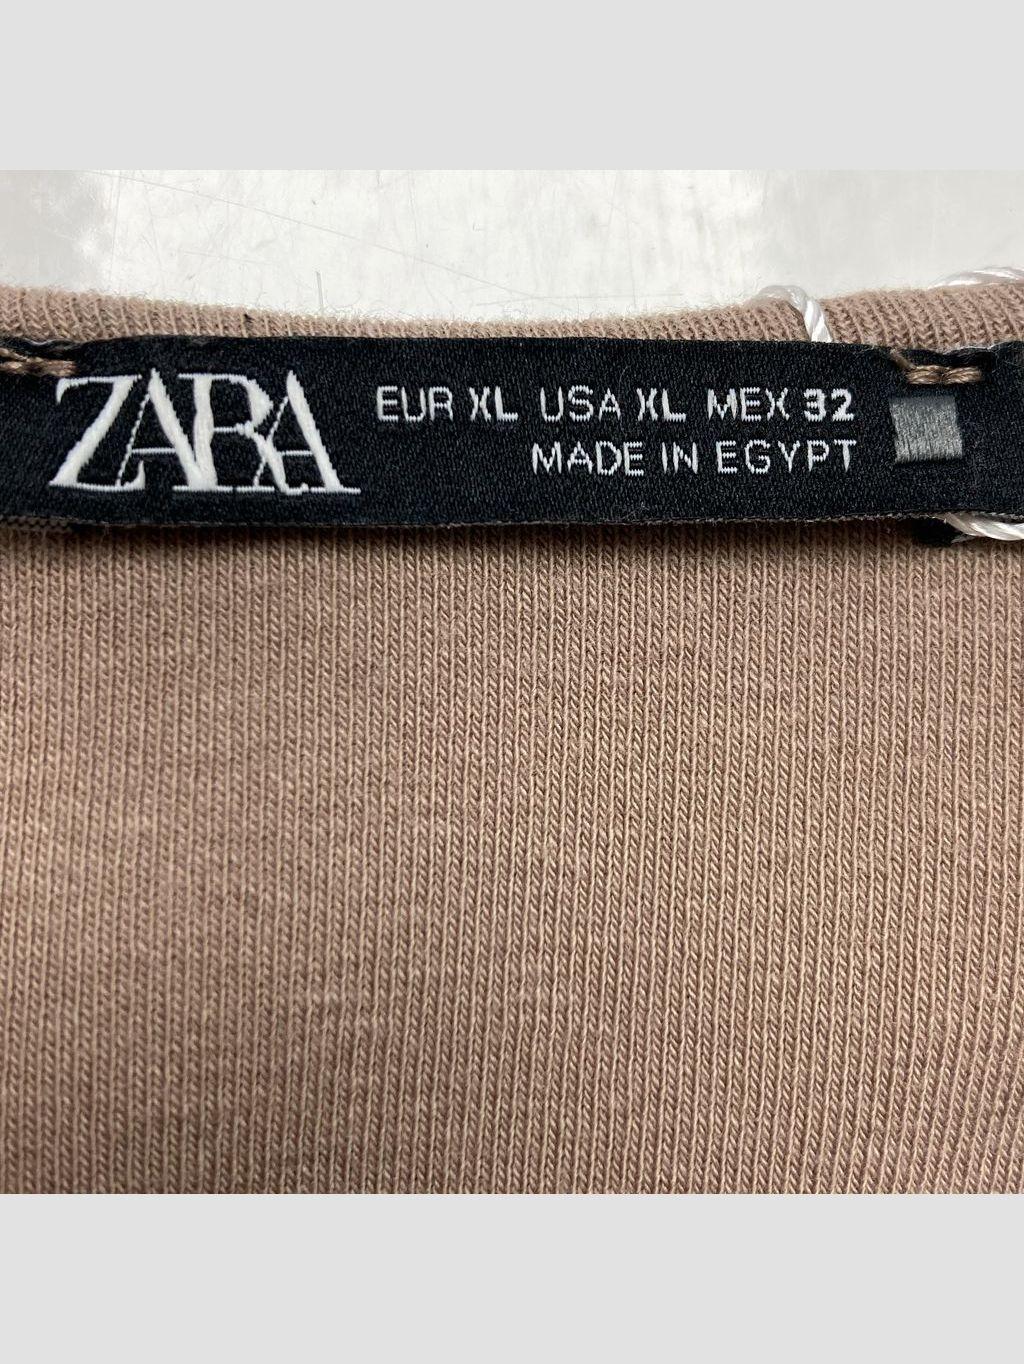 ZARA
EUR XL USA XL MEX 32
MADE IN EGYPT